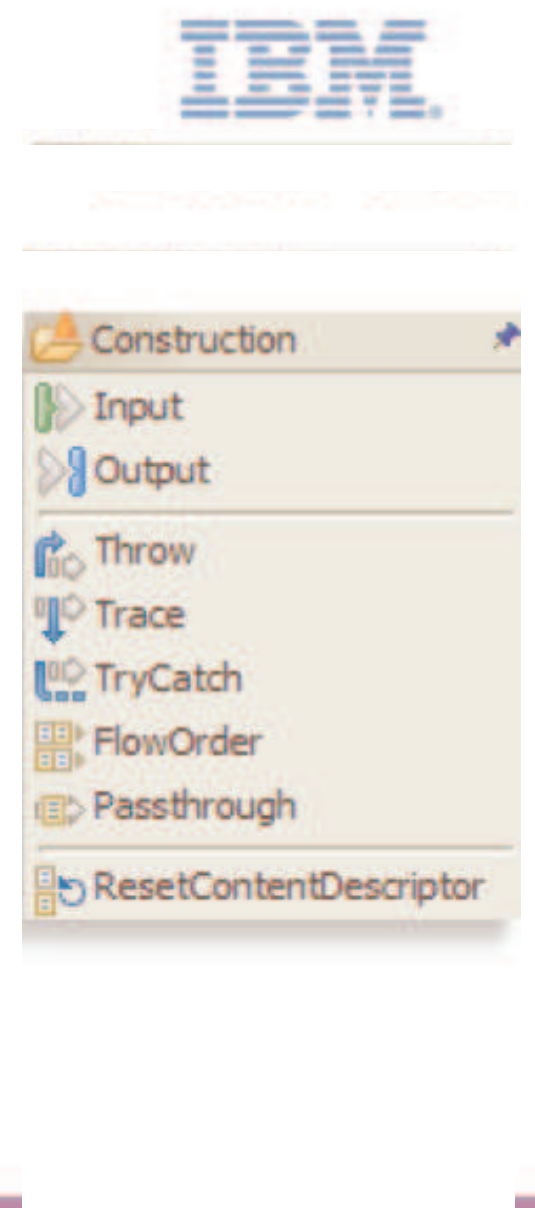 IBM
Construction
Input
Output
Throw
Trace
TryCatch
FlowOrder
Passthrough
ResetContentDescriptor